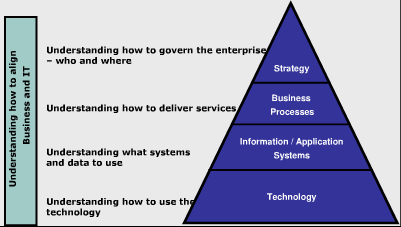 Understanding how to align
Business and IT
Understanding how to govern the enterprise
– who and where
Understanding how to deliver services
Understanding what systems
and data to use
Understanding how to use the
technology
Strategy
Business
Processes
Information / Application
Systems
Technology